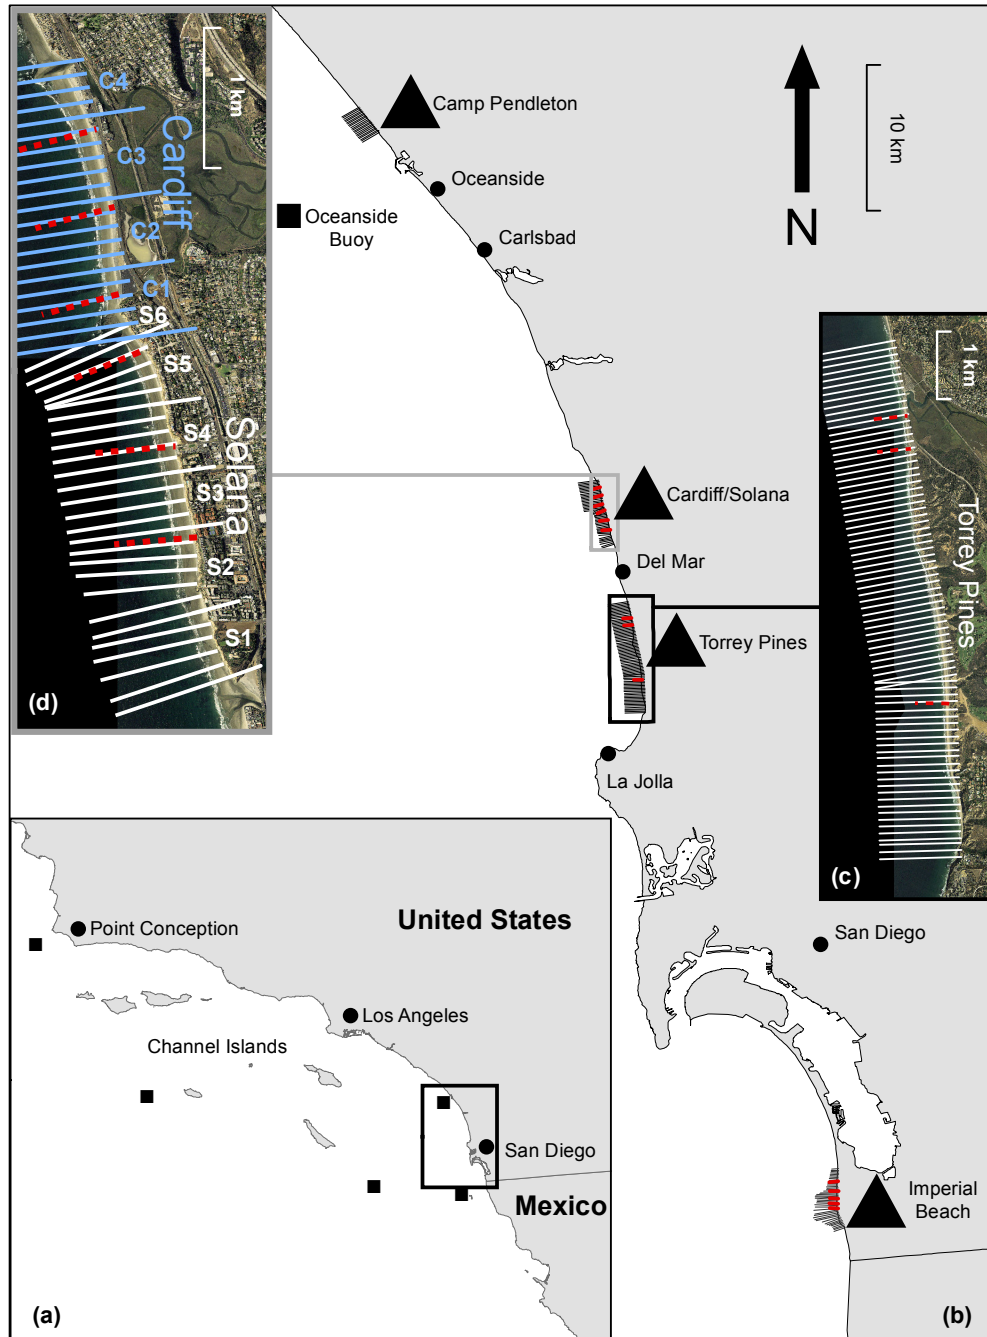 C4
1 km
Cardiff
C3
C2
C1
S6
S5
S4
Solana
S3
S2
S1
(d)
Camp Pendleton
Oceanside
Oceanside
Buoy
Carlsbad
N
10 km
Cardiff/Solana
Del Mar
Torrey Pines
La Jolla
1 km
Torrey Pines
(c)
San Diego
Imperial
Beach
(b)
United States
Point Conception
Los Angeles
Channel Islands
San Diego
Mexico
(a)